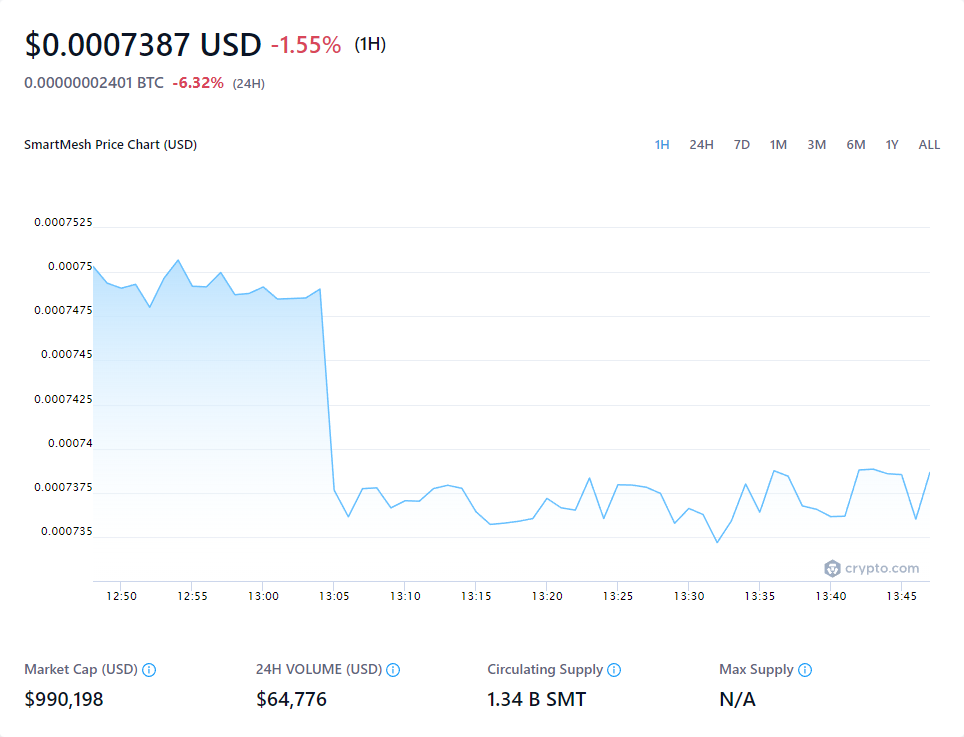 $0.0007387 USD -1.55% (1H)
0.00000002401 BTC -6.32% (24H)
SmartMesh Price Chart (USD) 1H 24H 7D 1M 3M 6M 1Y ALL
0.0007525
0.00075
0.0007475
0.000745
0.0007425
0.00074
0.0007375
0.000735
crypto.com
12:50 12:55 13:00 13:05 13:10 13:15 13:20 13:25 13:30 13:35 13:40 13:45
Market Cap (USD) 24H VOLUME (USD) Circulating Supply Max Supply
$990,198 $64,776 1.34 B SMT N/A